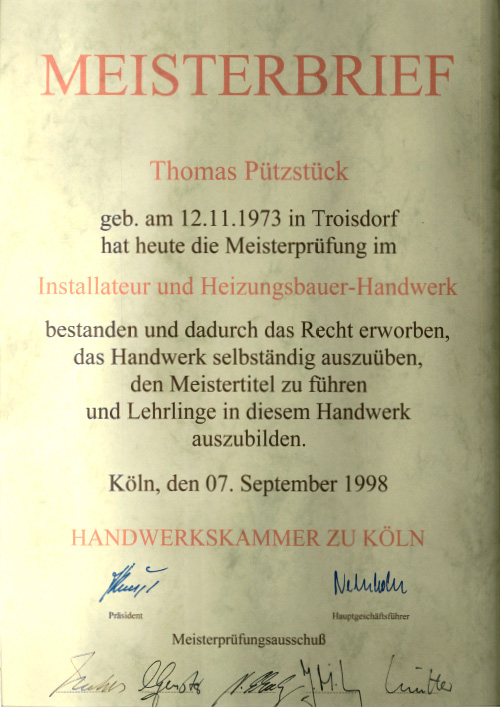 MEISTERBRIEF
Thomas Pützstück
geb. am 12.11.1973 in Troisdorf
hat heute die Meisterprüfung im
Installateur und Heizungsbauer-Handwerk
bestanden und dadurch das Recht erworben,
das Handwerk selbständig auszuüben,
den Meistertitel zu führen
und Lehrlinge in diesem Handwerk
auszubilden.
Köln, den 07. September 1998
HANDWERKSKAMMER ZU KÖLN
Präsident Hauptgeschäftsführer
Meisterprüfungsausschuß